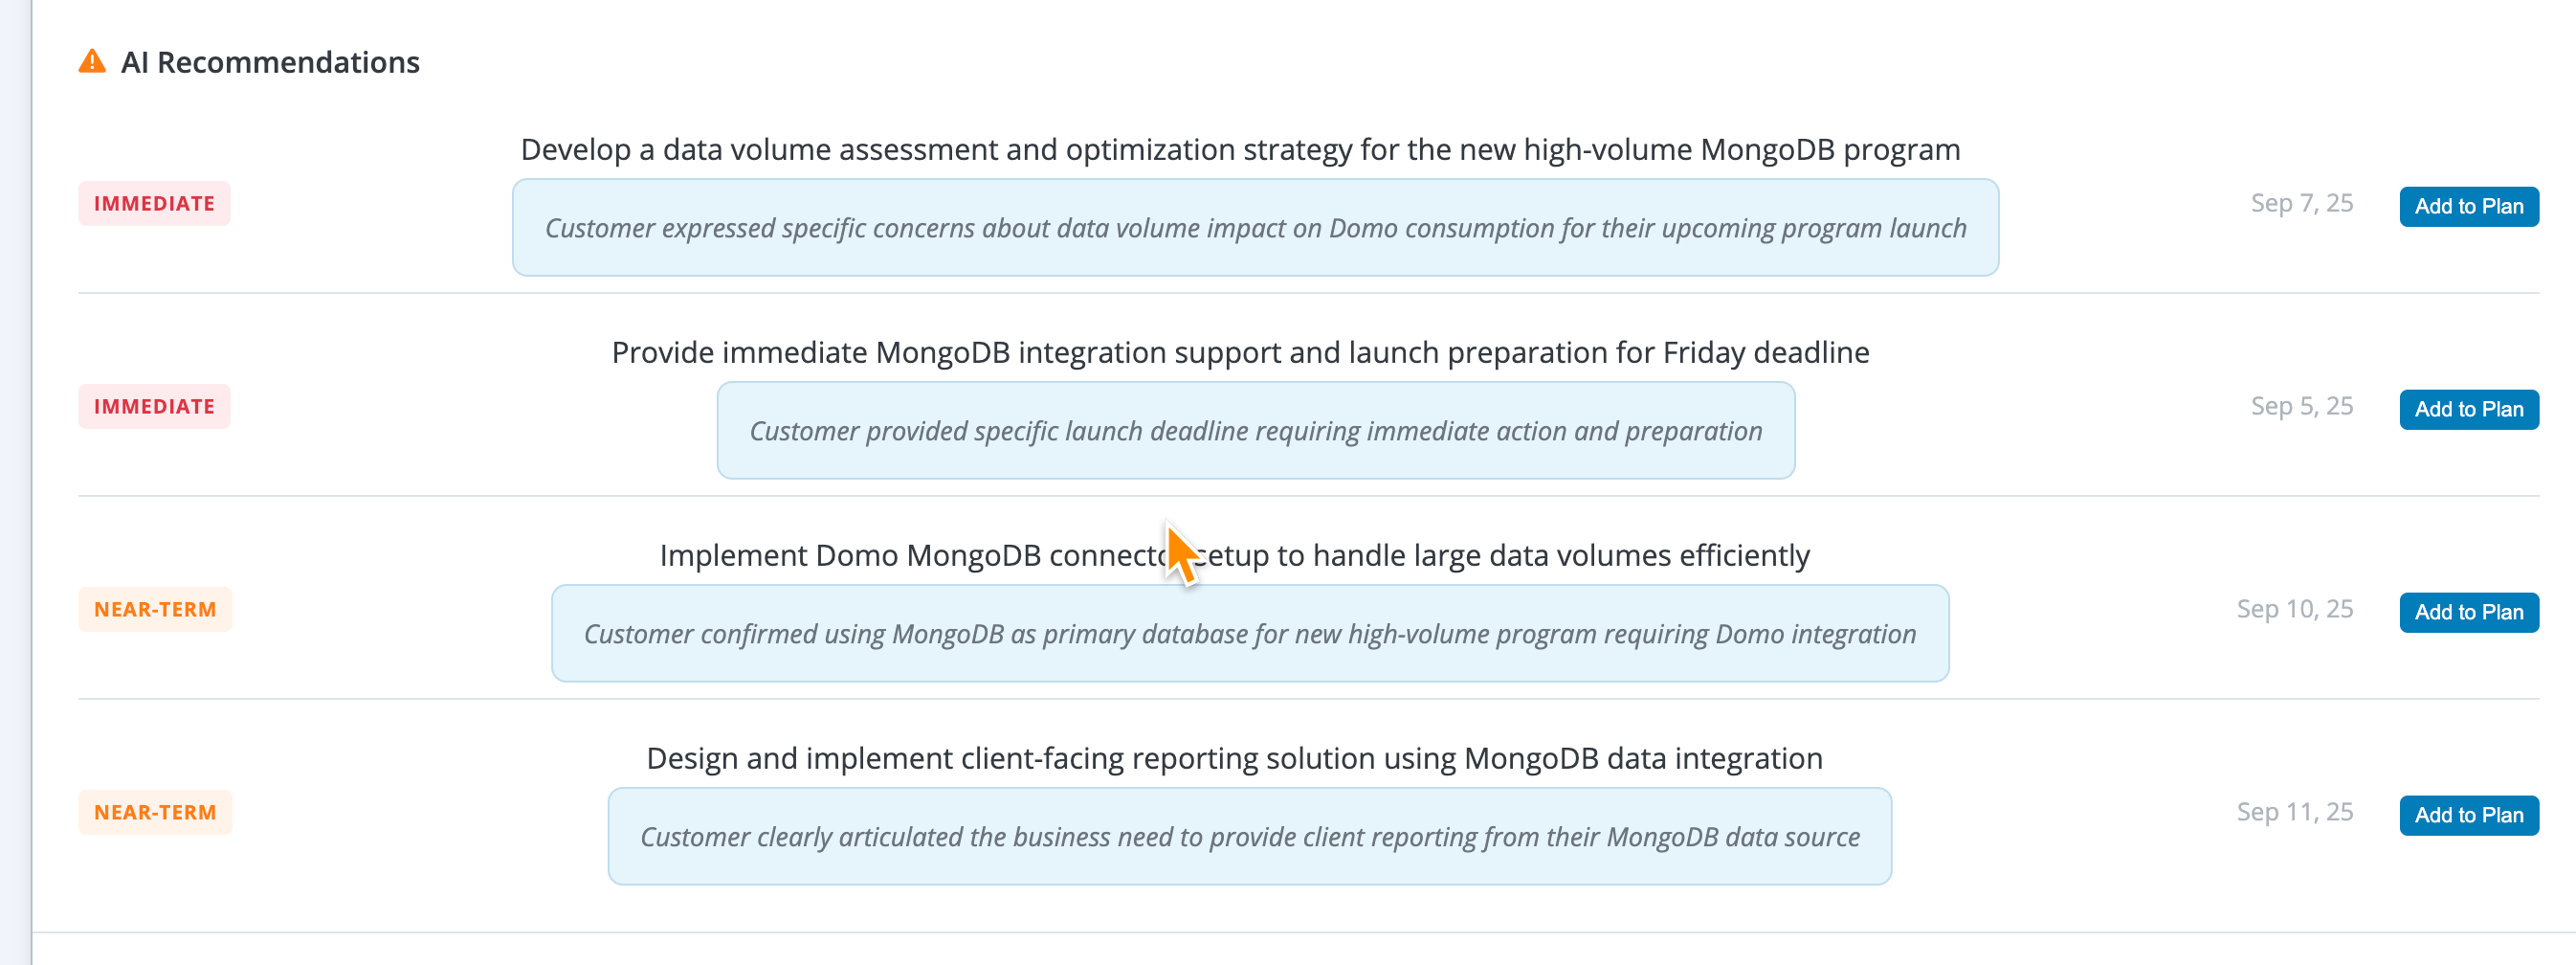 AI Recommendations
Develop a data volume assessment and optimization strategy for the new high-volume MongoDB program
IMMEDIATE
Customer expressed specific concerns about data volume impact on Domo consumption for their upcoming program launch
Sep 7, 25
Add to Plan
Provide immediate MongoDB integration support and launch preparation for Friday deadline
IMMEDIATE
Customer provided specific launch deadline requiring immediate action and preparation
Sep 5, 25
Add to Plan
Implement Domo MongoDB connector setup to handle large data volumes efficiently
NEAR-TERM
Customer confirmed using MongoDB as primary database for new high-volume program requiring Domo integration
Sep 10, 25
Add to Plan
Design and implement client-facing reporting solution using MongoDB data integration
NEAR-TERM
Customer clearly articulated the business need to provide client reporting from their MongoDB data source
Sep 11, 25
Add to Plan